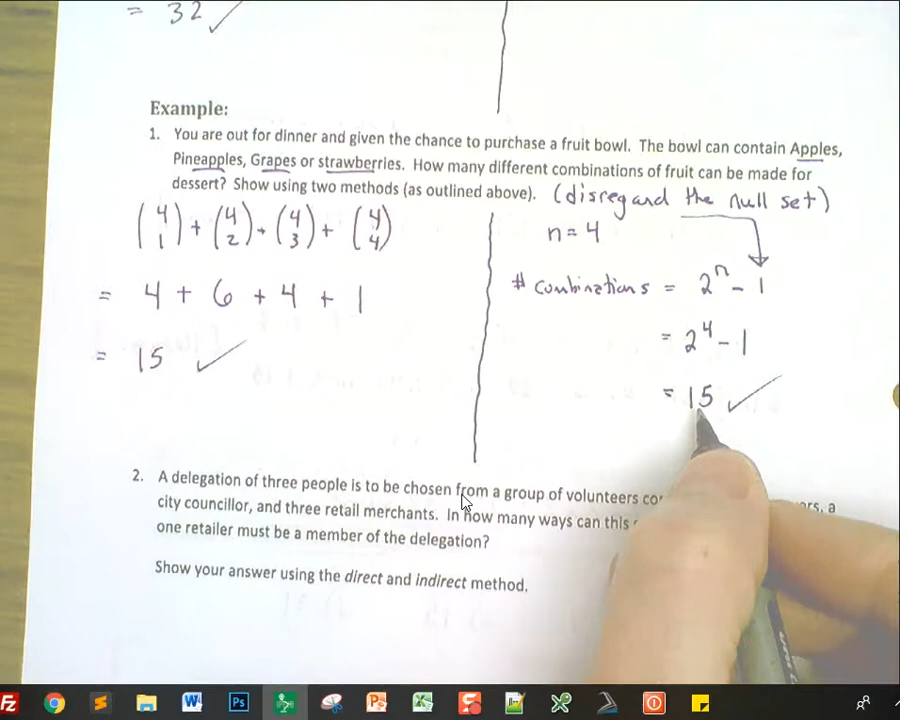 = 32 ✓
Example:
1. You are out for dinner and given the chance to purchase a fruit bowl. The bowl can contain Apples,
Pineapples, Grapes or strawberries. How many different combinations of fruit can be made for
dessert? Show using two methods (as outlined above). (disregard the null set)
(4 1) + (4 2) + (4 3) + (4 4)
= 4 + 6 + 4 + 1
= 15 ✓
n = 4
# combinations = 2ⁿ - 1
= 2⁴ - 1
= 15 ✓
2. A delegation of three people is to be chosen from a group of volunteers
city councillor, and three retail merchants. In how many ways can this
one retailer must be a member of the delegation?
Show your answer using the direct and indirect method.